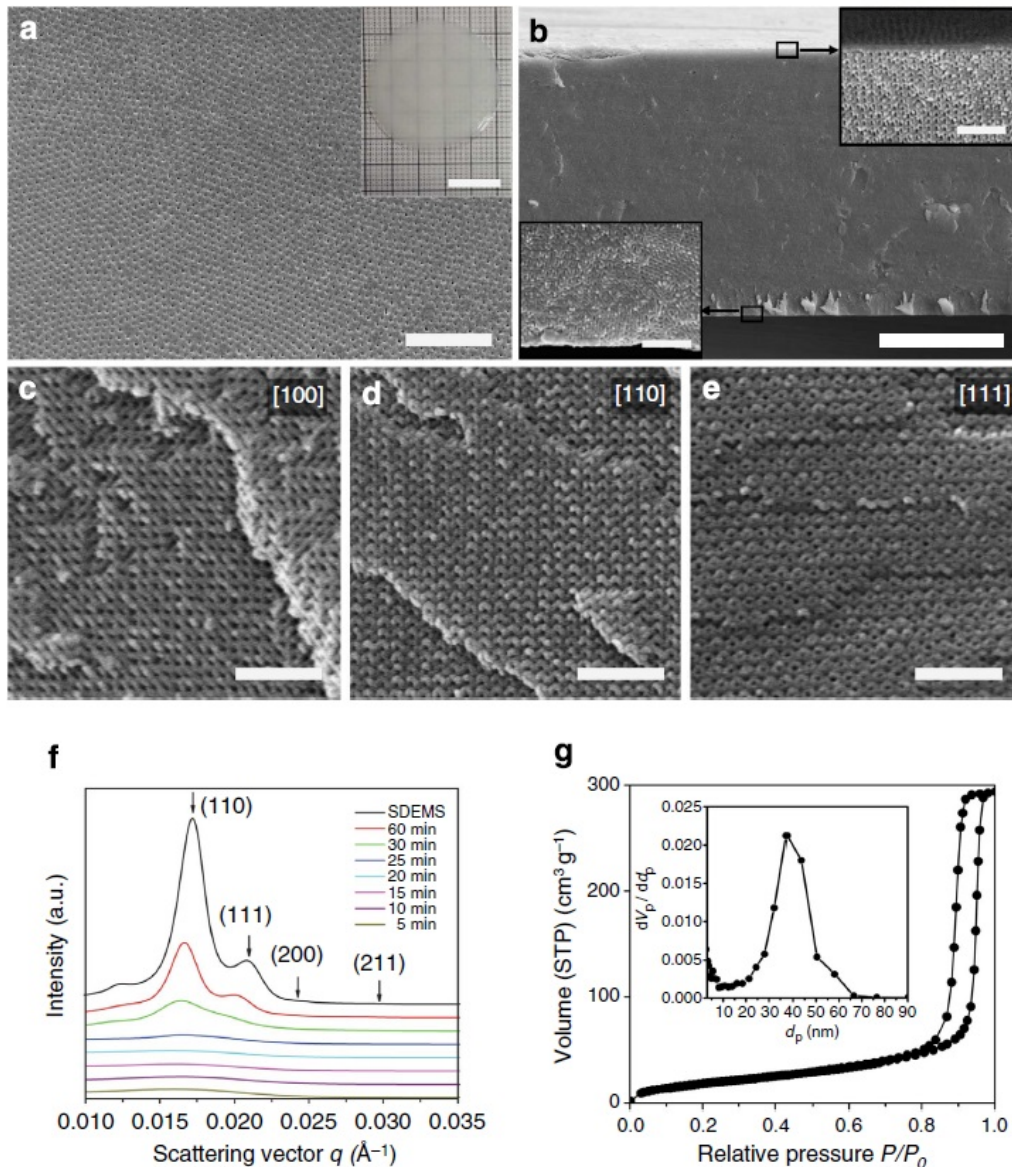 a
b
c
[100]
d
[110]
e
[111]
f
(110)
(111)
(200)
(211)
SDEMS
60 min
30 min
25 min
20 min
15 min
10 min
5 min
Intensity (a.u.)
0.010 0.015 0.020 0.025 0.030 0.035
Scattering vector q (Å⁻¹)
g
300
200
100
0
Volume (STP) (cm³ g⁻¹)
0.025
0.020
0.015
0.010
0.005
0.000
dVₚ / ddₚ
10 20 30 40 50 60 70 80 90
dₚ (nm)
0.0 0.2 0.4 0.6 0.8 1.0
Relative pressure P/P₀